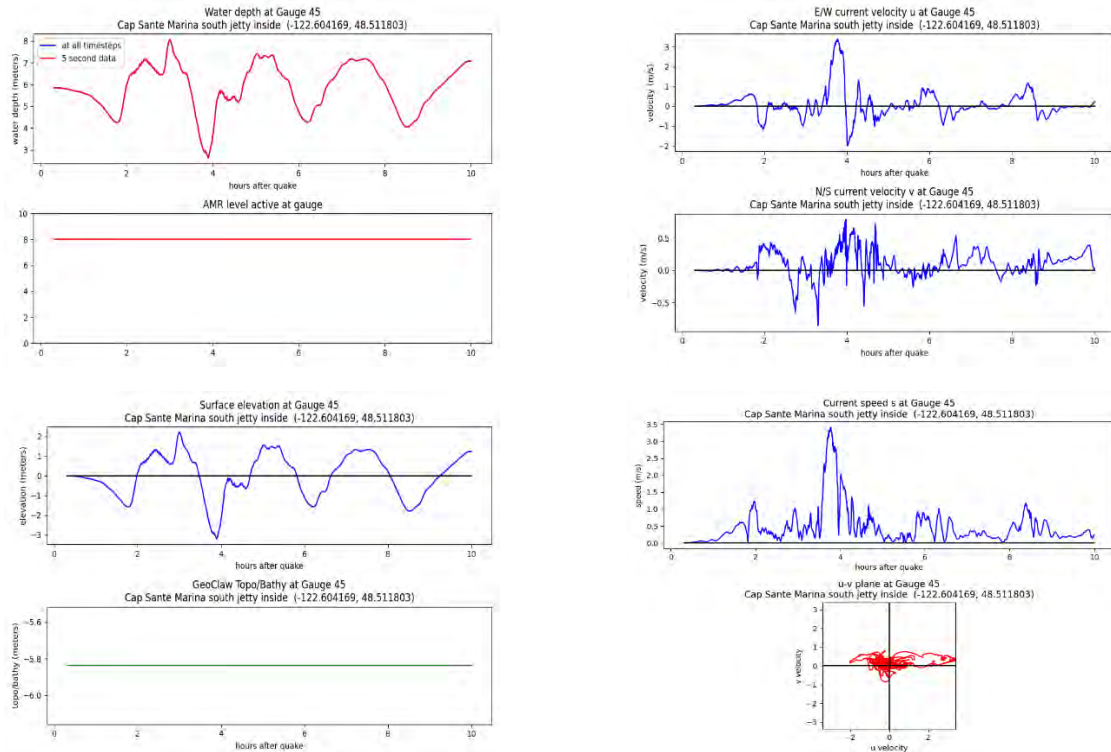 Water depth at Gauge 45
Cap Sante Marina south jetty inside (-122.604169, 48.511803)
8
7
6
5
4
3
water depth (meters)
at all timesteps
5 second data
0 2 4 6 8 10
hours after quake
AMR level active at gauge
10
8
6
4
2
0
0 2 4 6 8 10
hours after quake
Surface elevation at Gauge 45
Cap Sante Marina south jetty inside (-122.604169, 48.511803)
2
1
0
−1
−2
−3
elevation (meters)
0 2 4 6 8 10
hours after quake
GeoClaw Topo/Bathy at Gauge 45
Cap Sante Marina south jetty inside (-122.604169, 48.511803)
−5.6
−5.8
−6.0
topo/bathy (meters)
0 2 4 6 8 10
hours after quake
E/W current velocity u at Gauge 45
Cap Sante Marina south jetty inside (-122.604169, 48.511803)
3
2
1
0
−1
−2
velocity (m/s)
0 2 4 6 8 10
hours after quake
N/S current velocity v at Gauge 45
Cap Sante Marina south jetty inside (-122.604169, 48.511803)
0.5
0.0
−0.5
velocity (m/s)
0 2 4 6 8 10
hours after quake
Current speed s at Gauge 45
Cap Sante Marina south jetty inside (-122.604169, 48.511803)
3.5
3.0
2.5
2.0
1.5
1.0
0.5
0.0
speed (m/s)
0 2 4 6 8 10
hours after quake
u-v plane at Gauge 45
Cap Sante Marina south jetty inside (-122.604169, 48.511803)
3
2
1
0
−1
−2
−3
v velocity
−2 0 2
u velocity